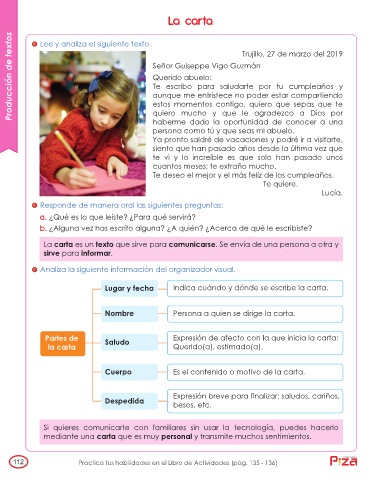 La carta
Producción de textos
Lee y analiza el siguiente texto.
Trujillo, 27 de marzo del 2019
Señor Guiseppe Vigo Guzmán
Querido abuelo:
Te escribo para saludarte por tu cumpleaños y
aunque me entristece no poder estar compartiendo
estos momentos contigo, quiero que sepas que te
quiero mucho y que le agradezco a Dios por
haberme dado la oportunidad de conocer a una
persona como tú y que seas mi abuelo.
Ya pronto saldré de vacaciones y podré ir a visitarte,
siento que han pasado años desde la última vez que
te vi y lo increíble es que solo han pasado unos
cuantos meses; te extraño mucho.
Te deseo el mejor y el más feliz de los cumpleaños.
Te quiere,
Lucía.
Responde de manera oral las siguientes preguntas:
a. ¿Qué es lo que leíste? ¿Para qué servirá?
b. ¿Alguna vez has escrito alguna? ¿A quién? ¿Acerca de qué le escribiste?
La carta es un texto que sirve para comunicarse. Se envía de una persona a otra y
sirve para informar.
Analiza la siguiente información del organizador visual.
Partes de
la carta
Lugar y fecha
Indica cuándo y dónde se escribe la carta.
Nombre
Persona a quien se dirige la carta.
Saludo
Expresión de afecto con la que inicia la carta:
Querido(a), estimado(a).
Cuerpo
Es el contenido o motivo de la carta.
Despedida
Expresión breve para finalizar: saludos, cariños,
besos, etc.
Si quieres comunicarte con familiares sin usar la tecnología, puedes hacerlo
mediante una carta que es muy personal y transmite muchos sentimientos.
112
Practica tus habilidades en el Libro de Actividades (pág. 135 - 136)